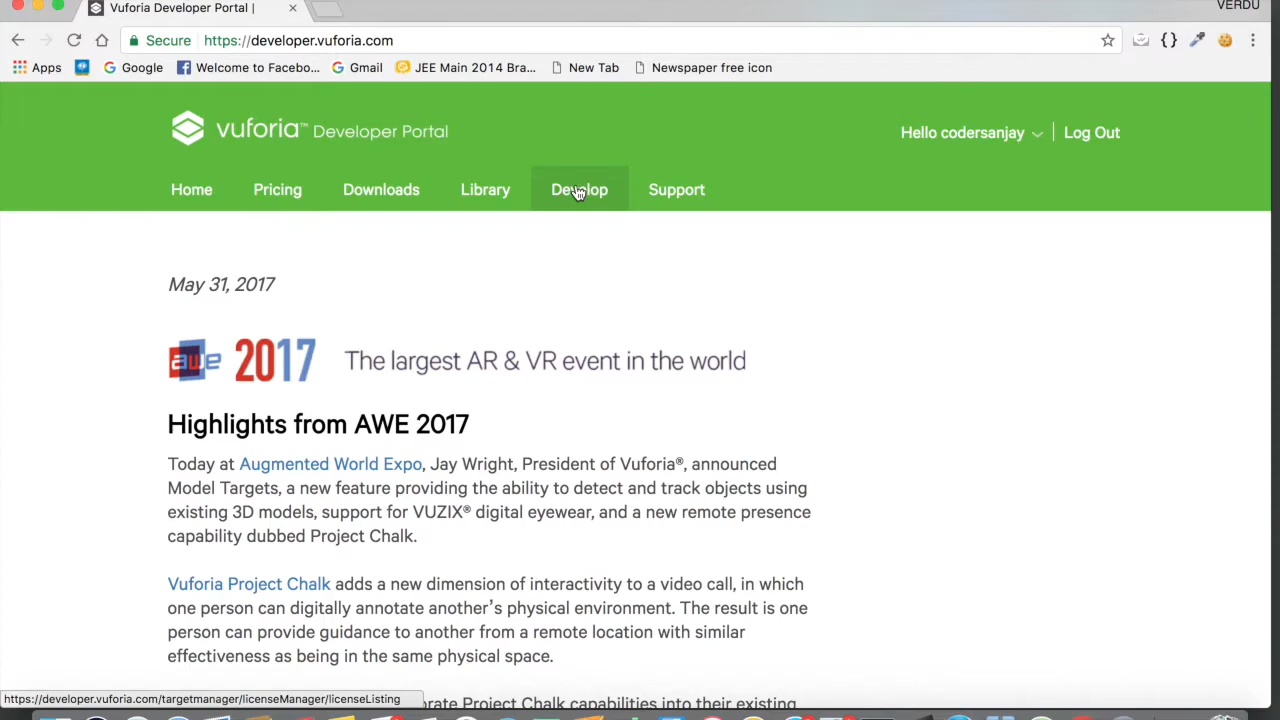 Vuforia Developer Portal |
VERDU
Secure https://developer.vuforia.com
Apps Google Welcome to Facebo... Gmail JEE Main 2014 Bra... New Tab Newspaper free icon
vuforia™ Developer Portal
Hello codersanjay Log Out
Home Pricing Downloads Library Develop Support
May 31, 2017
awe 2017 The largest AR & VR event in the world
Highlights from AWE 2017
Today at Augmented World Expo, Jay Wright, President of Vuforia®, announced
Model Targets, a new feature providing the ability to detect and track objects using
existing 3D models, support for VUZIX® digital eyewear, and a new remote presence
capability dubbed Project Chalk.
Vuforia Project Chalk adds a new dimension of interactivity to a video call, in which
one person can digitally annotate another's physical environment. The result is one
person can provide guidance to another from a remote location with similar
effectiveness as being in the same physical space.
https://developer.vuforia.com/targetmanager/licenseManager/licenseListing
Project Chalk capabilities into their existing